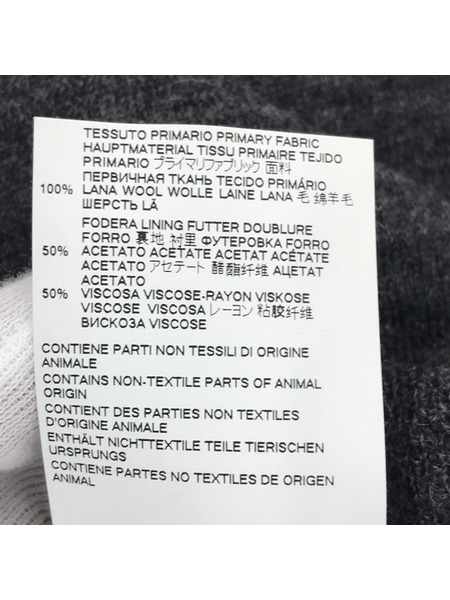 TESSUTO PRIMARIO PRIMARY FABRIC
HAUPTMATERIAL TISSU PRIMAIRE TEJIDO
PRIMARIO プライマリファブリック 面料
ПЕРВИЧНАЯ ТКАНЬ TECIDO PRIMÁRIO
100% LANA WOOL WOLLE LAINE LANA 毛 绵羊毛
ШЕРСТЬ LÃ
FODERA LINING FUTTER DOUBLURE
FORRO 裏地 衬里 ФУТЕРОВКА FORRO
50% ACETATO ACETATE ACETAT ACÉTATE
ACETATO アセテート 醋酯纤维 АЦЕТАТ
ACETATO
50% VISCOSA VISCOSE-RAYON VISKOSE
VISCOSE VISCOSA レーヨン 粘胶纤维
ВИСКОЗА VISCOSE
CONTIENE PARTI NON TESSILI DI ORIGINE
ANIMALE
CONTAINS NON-TEXTILE PARTS OF ANIMAL
ORIGIN
CONTIENT DES PARTIES NON TEXTILES
D'ORIGINE ANIMALE
ENTHÄLT NICHTTEXTILE TEILE TIERISCHEN
URSPRUNGS
CONTIENE PARTES NO TEXTILES DE ORIGEN
ANIMAL